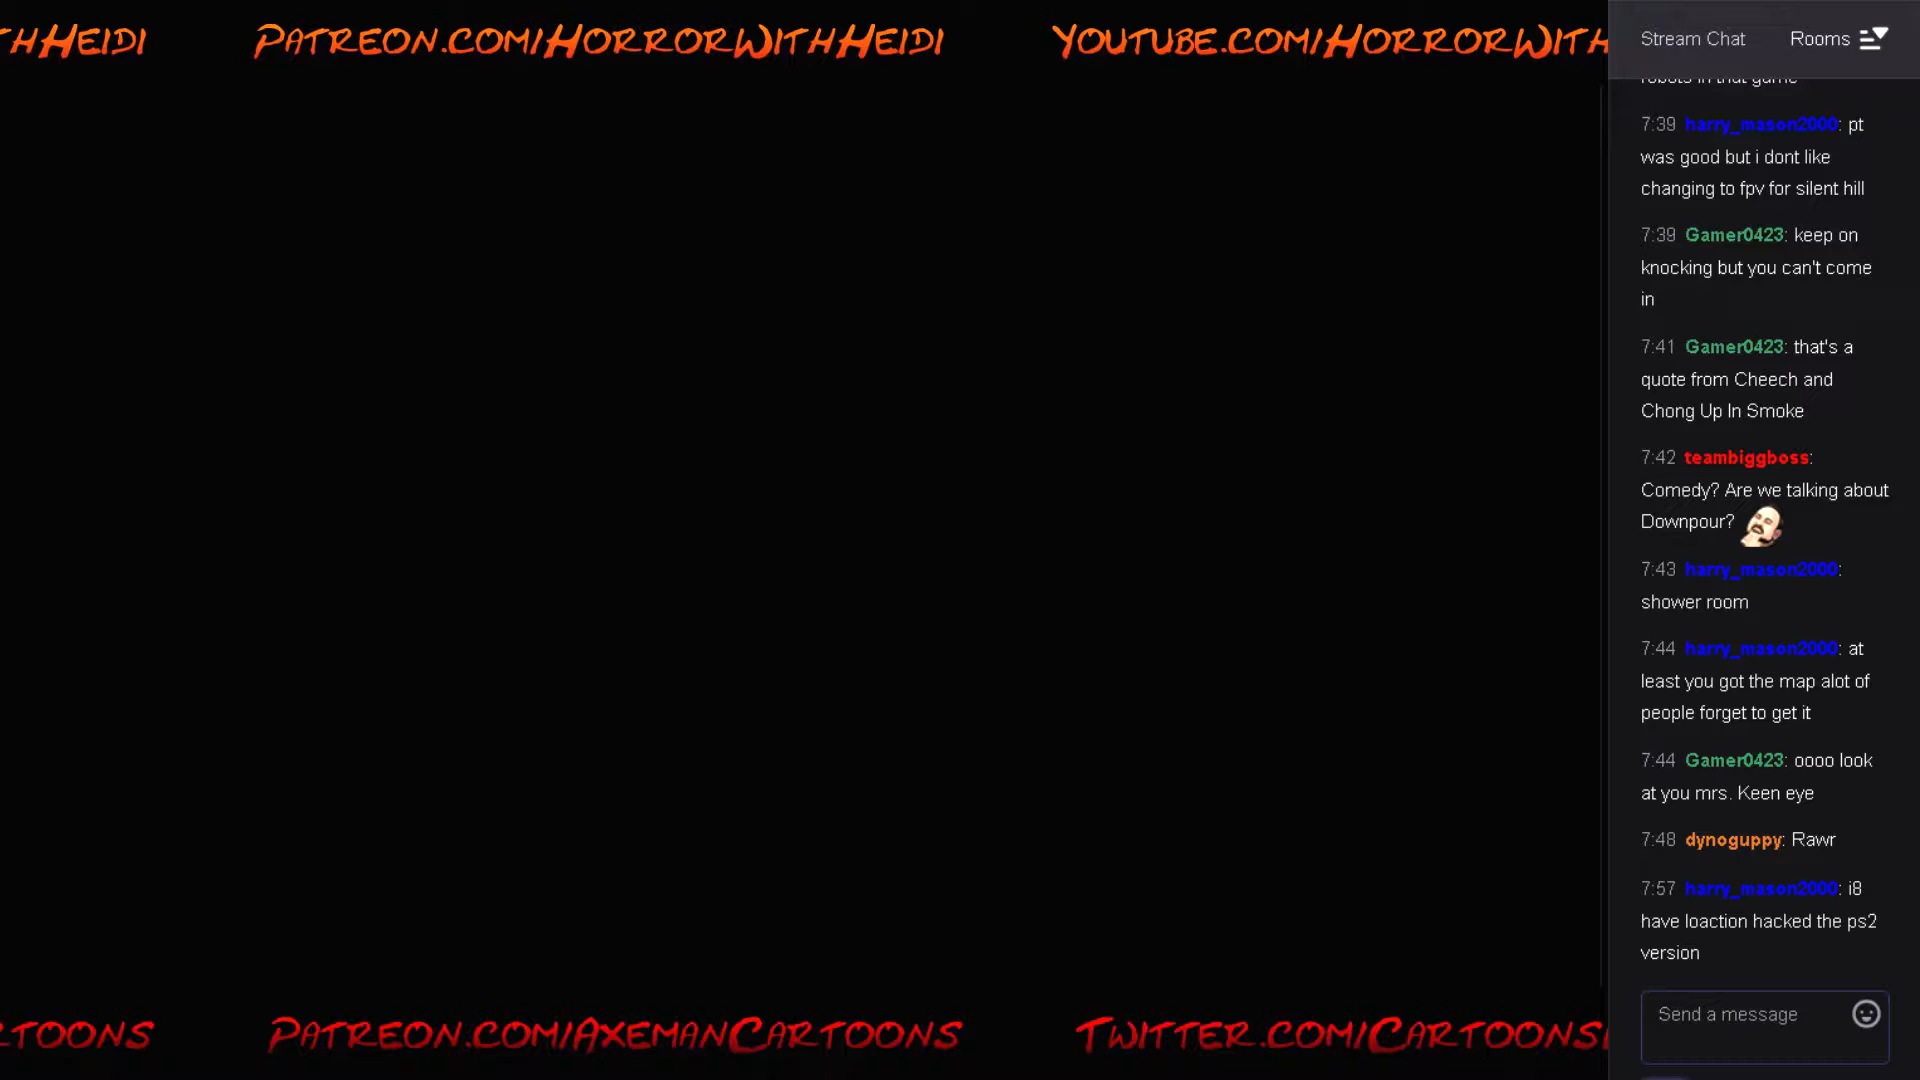 THHEIDI
PATREON.COM/HORRORWITHHEIDI
YOUTUBE.COM/HORRORWITH
Stream Chat
Rooms
robots in that game
7:39 harry_mason2000: pt
was good but i dont like
changing to fpv for silent hill
7:39 Gamer0423: keep on
knocking but you can't come
in
7:41 Gamer0423: that's a
quote from Cheech and
Chong Up In Smoke
7:42 teambiggboss:
Comedy? Are we talking about
Downpour?
7:43 harry_mason2000:
shower room
7:44 harry_mason2000: at
least you got the map alot of
people forget to get it
7:44 Gamer0423: oooo look
at you mrs. Keen eye
7:48 dynoguppy: Rawr
7:57 harry_mason2000: i8
have loaction hacked the ps2
version
Send a message
RTOONS
PATREON.COM/AXEMANCARTOONS
TWITTER.COM/CARTOONS